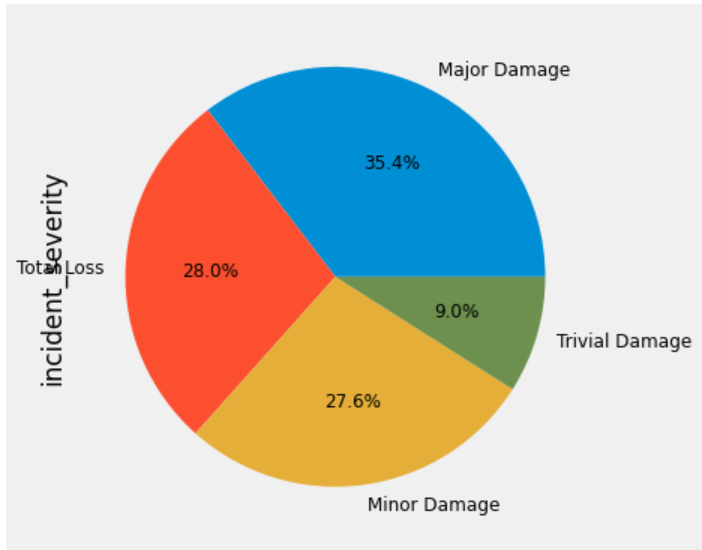 Major Damage
35.4%
incident_severity
Total Loss
28.0%
9.0%
Trivial Damage
27.6%
Minor Damage